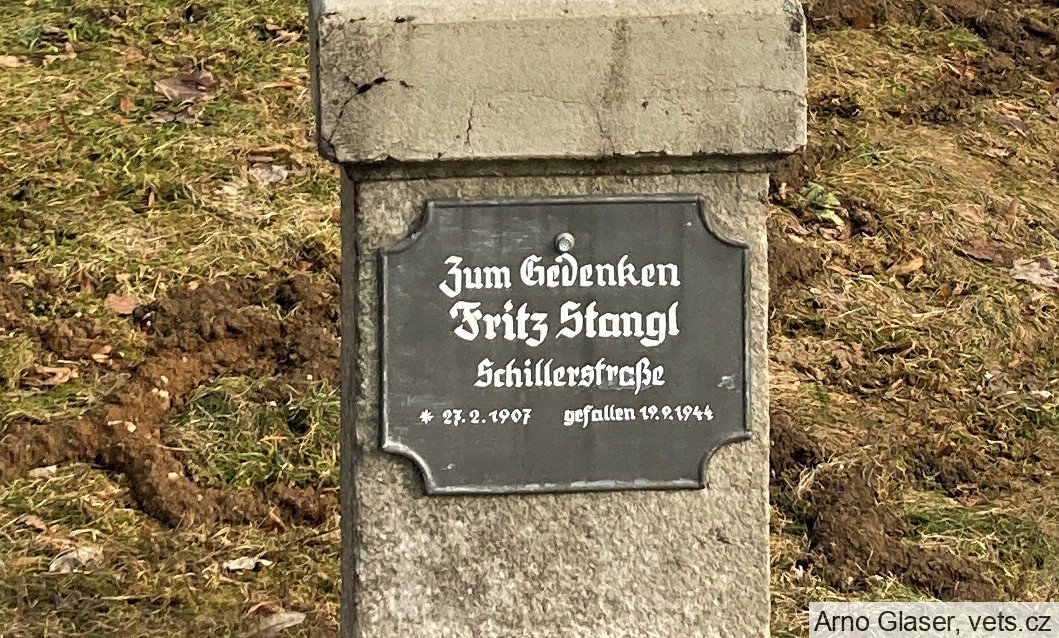 Zum Gedenken
Fritz Stangl
Schillerstraße
* 27.2.1907 gefallen 19.9.1944
Arno Glaser, vets.cz